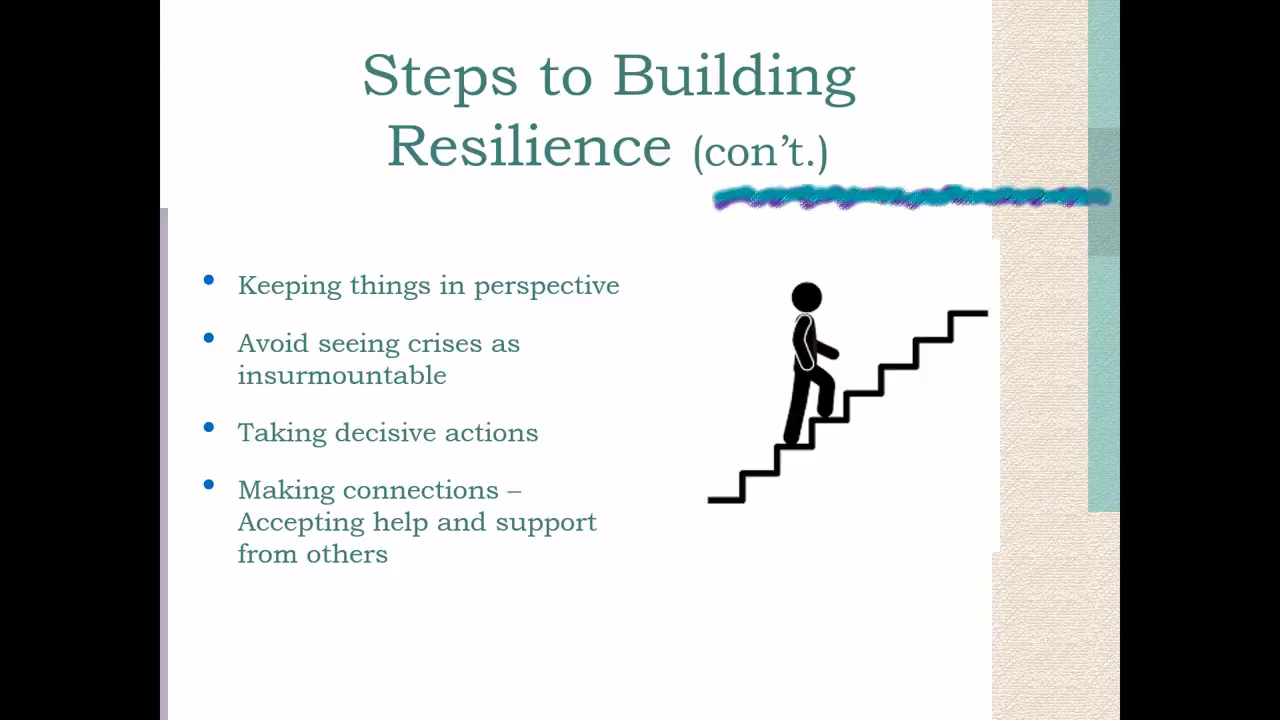 Steps to Building
Resilience (con’t.)
• Keeping things in perspective
• Avoid seeing crises as
insurmountable
• Taking decisive actions
• Making connections –
Accepting help and support
from others